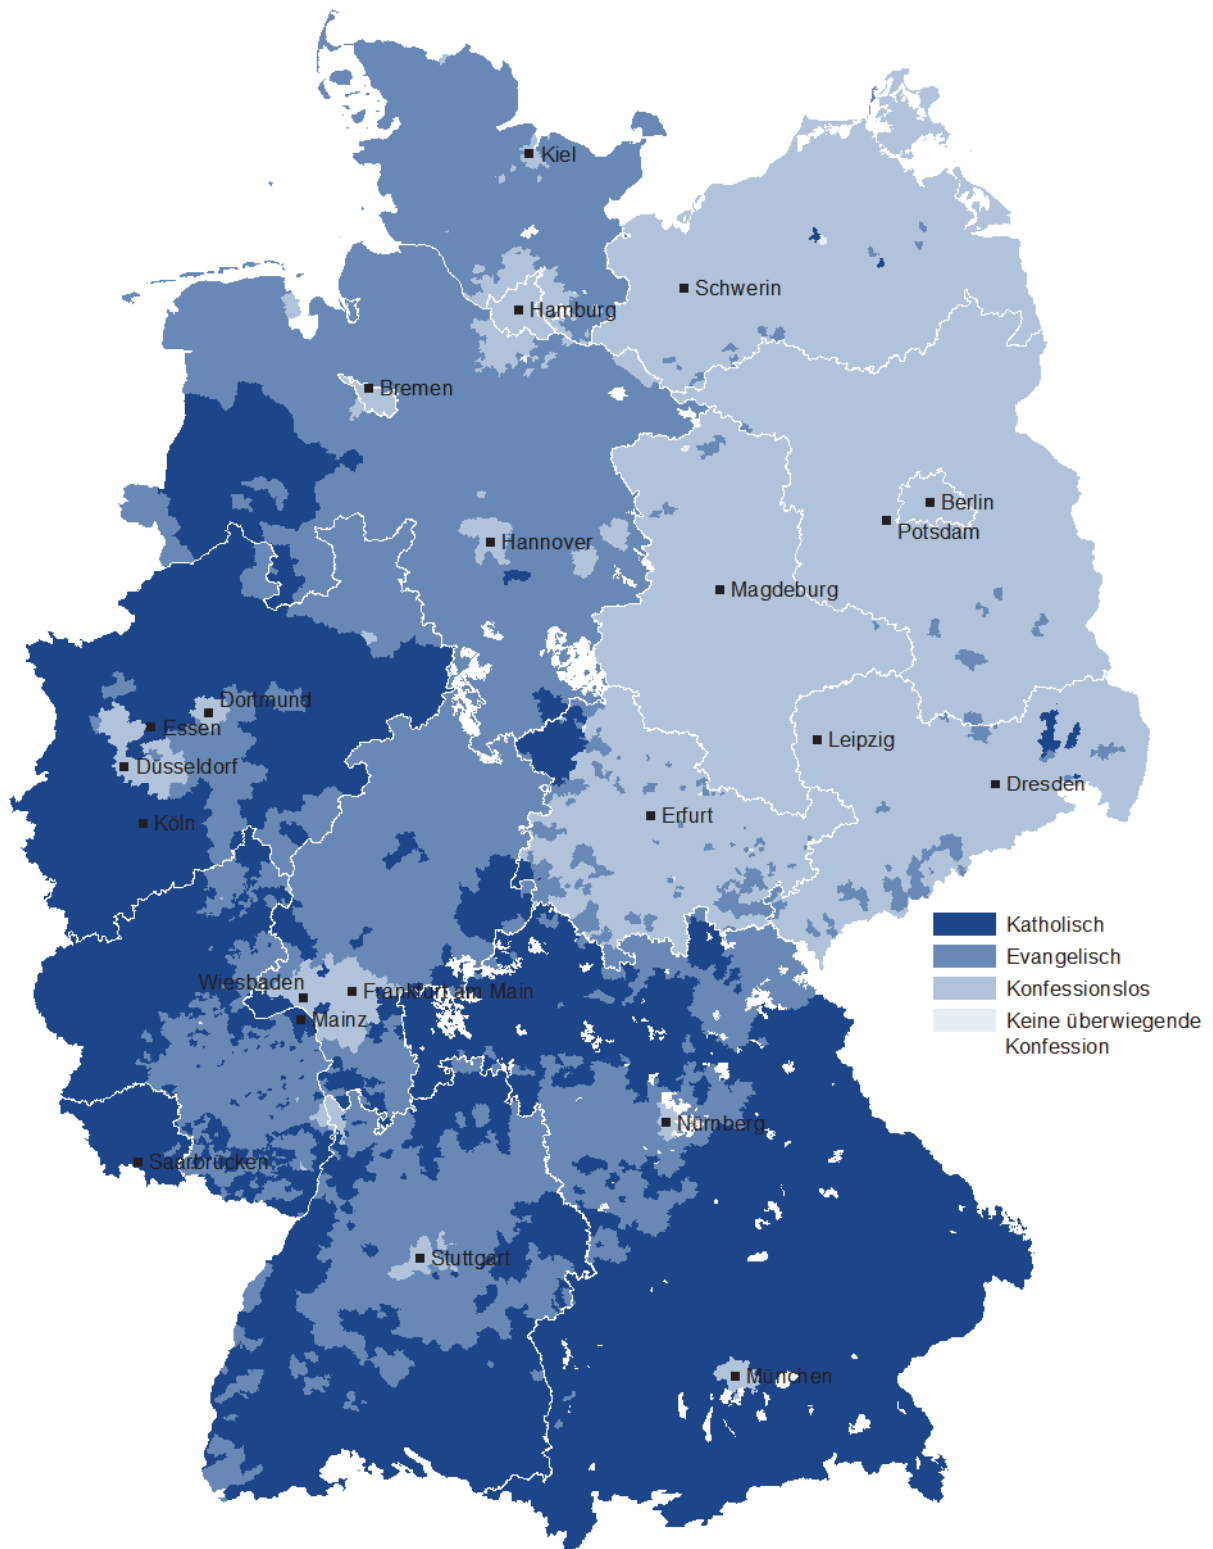 Kiel
Schwerin
Hamburg
Bremen
Berlin
Potsdam
Hannover
Magdeburg
Dortmund
Essen
Düsseldorf
Leipzig
Dresden
Köln
Erfurt
Katholisch
Evangelisch
Konfessionslos
Keine überwiegende
Konfession
Wiesbaden
Frankfurt am Main
Mainz
Nürnberg
Saarbrücken
Stuttgart
München